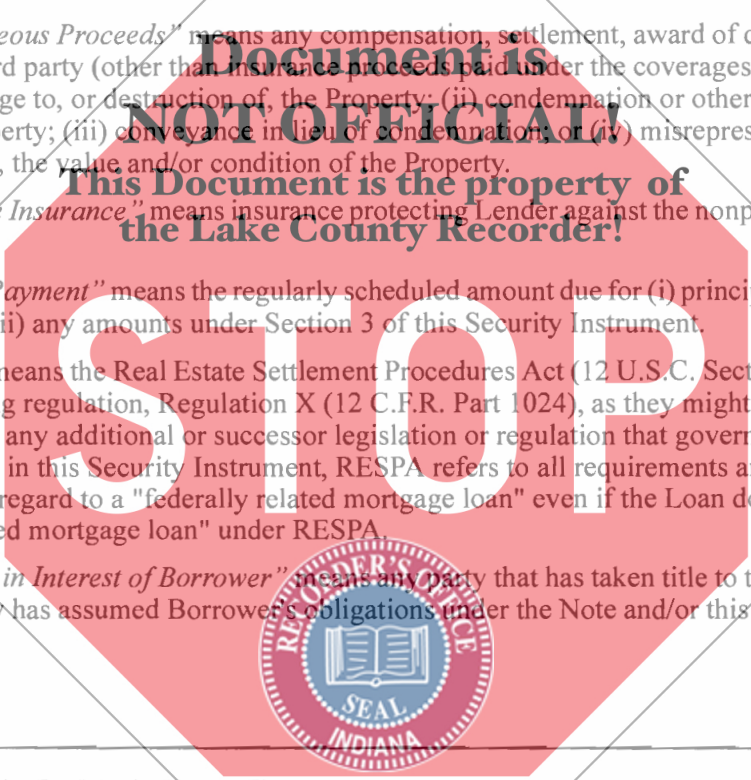 eous Proceeds" means any compensation, settlement, award of d
Document is
rd party (other than insurance proceeds paid under the coverages
ge to, or destruction of, the Property; (ii) condemnation or other
NOT OFFICIAL!
erty; (iii) conveyance in lieu of condemnation; or (iv) misrepres
, the value and/or condition of the Property.
This Document is the property of
e Insurance" means insurance protecting Lender against the nonp
the Lake County Recorder!
Payment" means the regularly scheduled amount due for (i) princi
ii) any amounts under Section 3 of this Security Instrument.
STOP
means the Real Estate Settlement Procedures Act (12 U.S.C. Sect
g regulation, Regulation X (12 C.F.R. Part 1024), as they might
any additional or successor legislation or regulation that govern
in this Security Instrument, RESPA refers to all requirements a
regard to a "federally related mortgage loan" even if the Loan do
ed mortgage loan" under RESPA.
in Interest of Borrower" means any party that has taken title to t
y has assumed Borrower's obligations under the Note and/or this
RECORDER'S OFFICE
SEAL
INDIANA